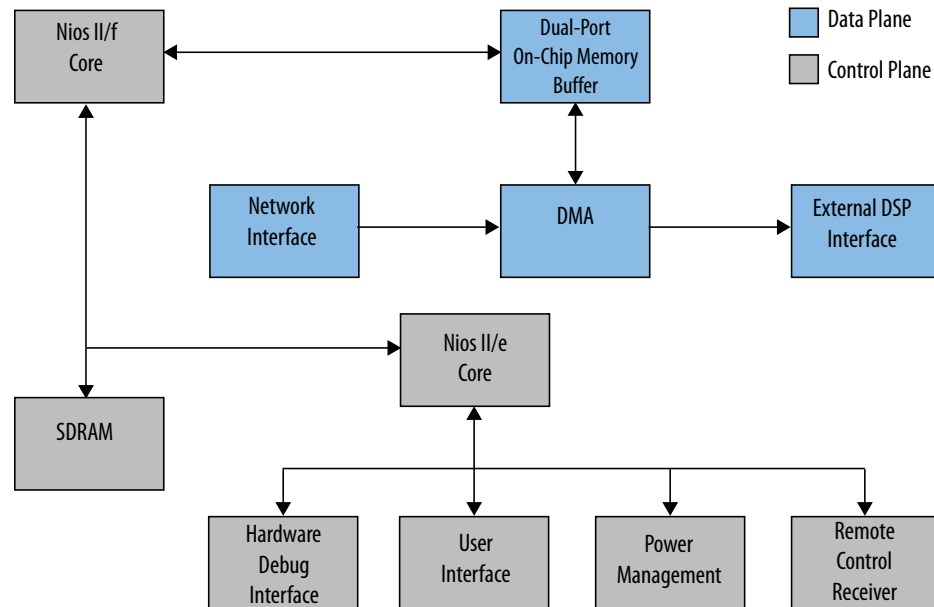 Nios II/f
Core
Dual-Port
On-Chip Memory
Buffer
Data Plane
Control Plane
Network
Interface
DMA
External DSP
Interface
Nios II/e
Core
SDRAM
Hardware
Debug
Interface
User
Interface
Power
Management
Remote
Control
Receiver